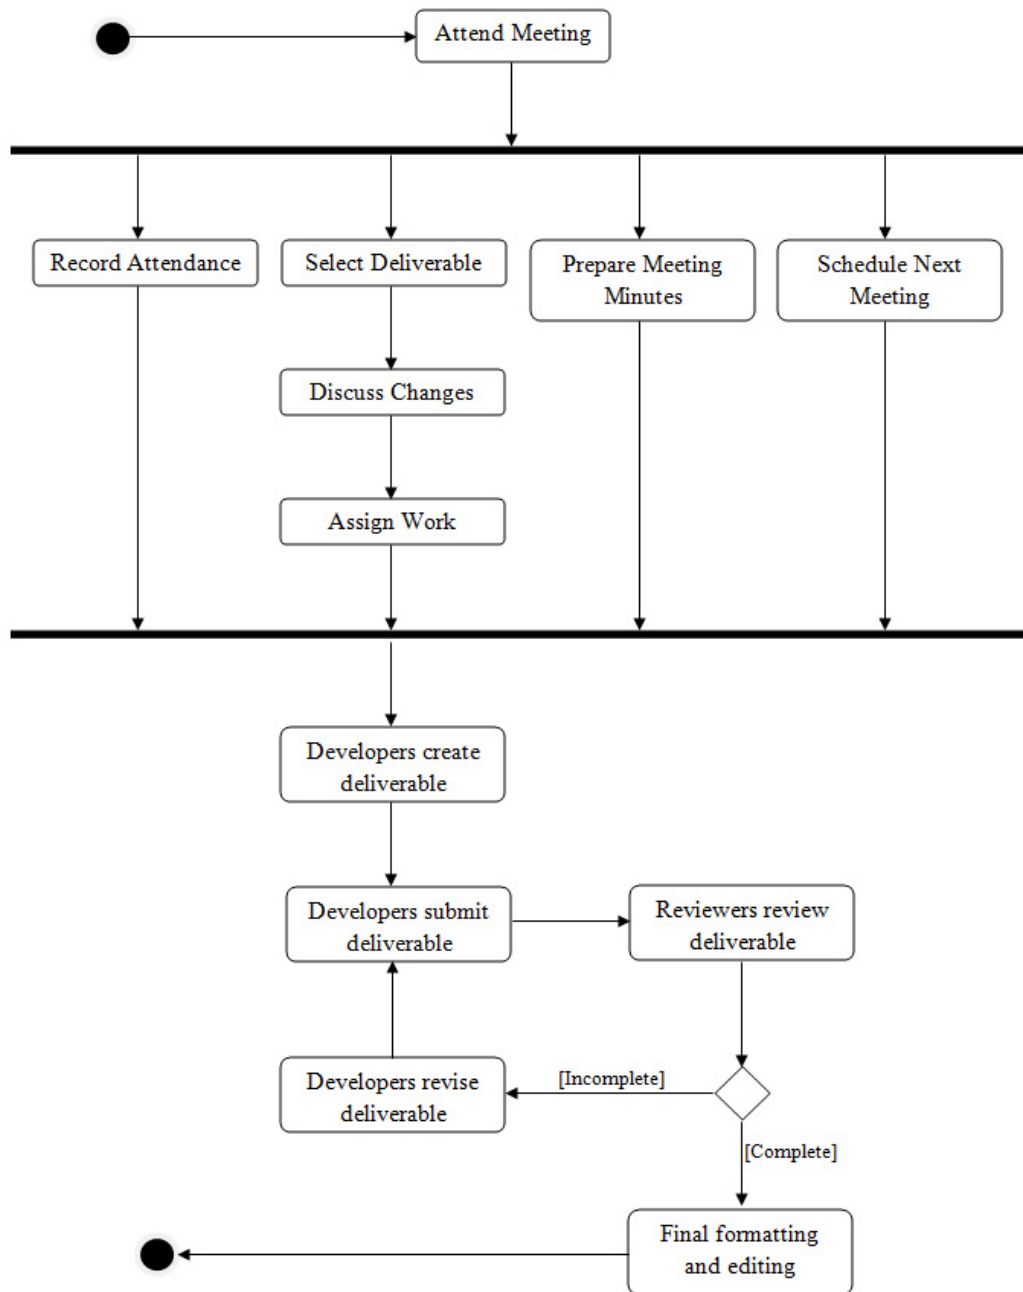 Attend Meeting
Record Attendance
Select Deliverable
Prepare Meeting
Minutes
Schedule Next
Meeting
Discuss Changes
Assign Work
Developers create
deliverable
Developers submit
deliverable
Reviewers review
deliverable
Developers revise
deliverable
[Incomplete]
[Complete]
Final formatting
and editing